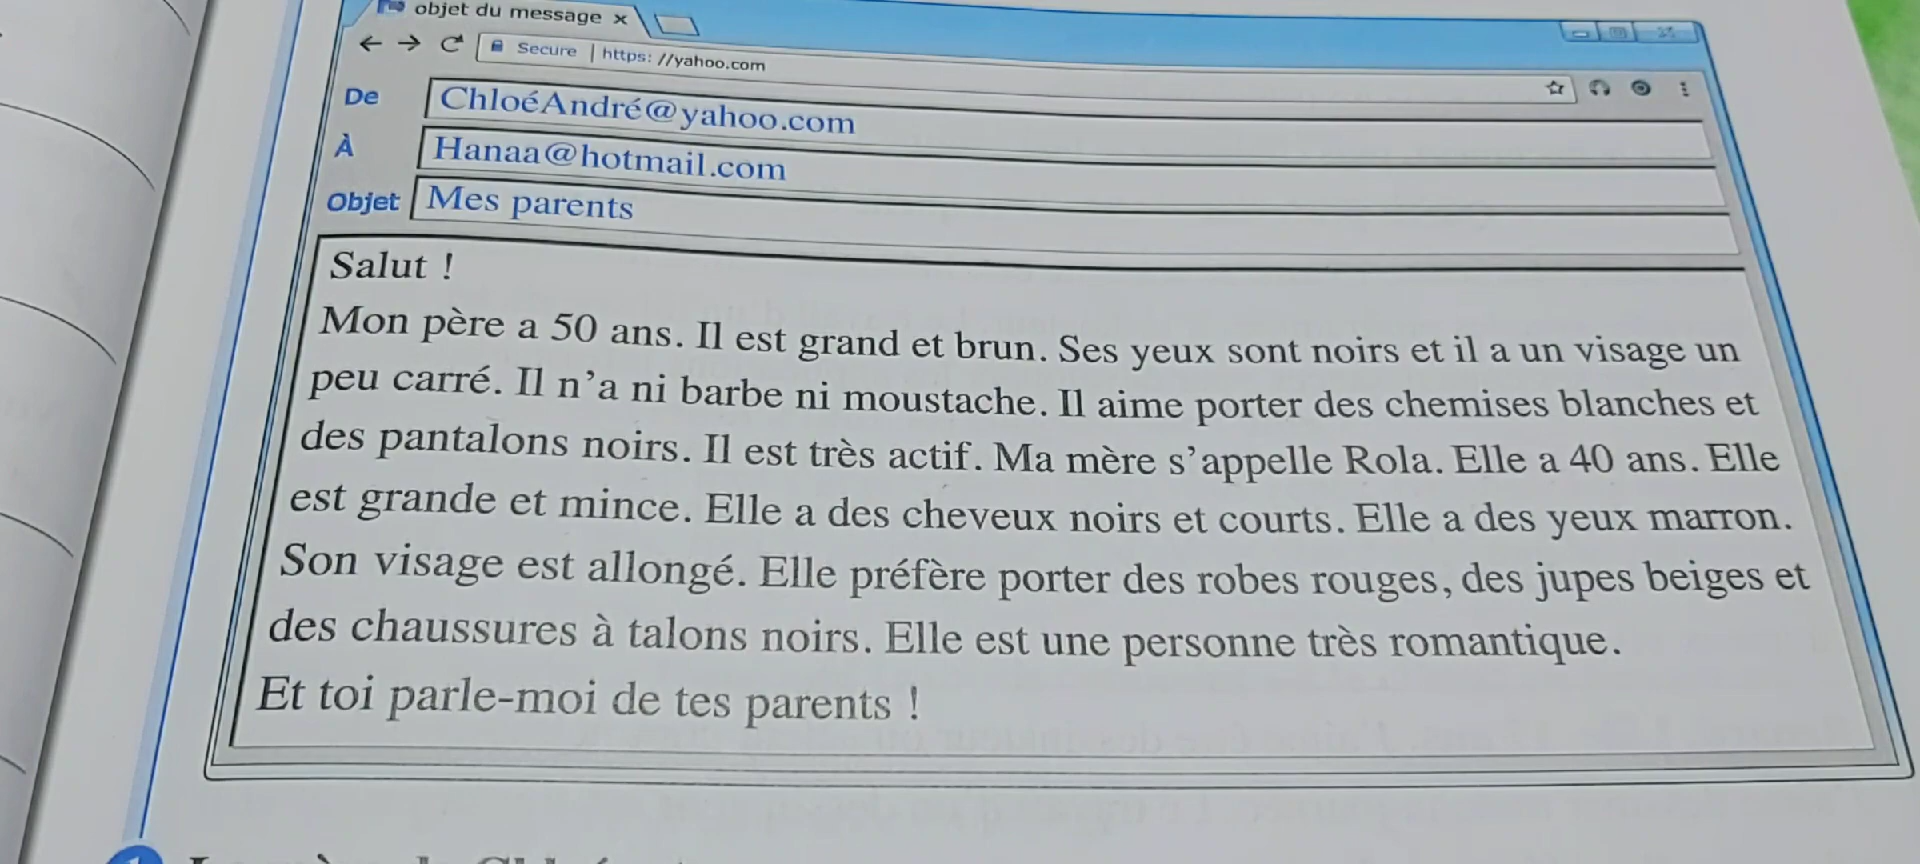 objet du message x
Secure | https: //yahoo.com
De ChloéAndré@yahoo.com
À Hanaa@hotmail.com
Objet Mes parents
Salut !
Mon père a 50 ans. Il est grand et brun. Ses yeux sont noirs et il a un visage un
peu carré. Il n'a ni barbe ni moustache. Il aime porter des chemises blanches et
des pantalons noirs. Il est très actif. Ma mère s'appelle Rola. Elle a 40 ans. Elle
est grande et mince. Elle a des cheveux noirs et courts. Elle a des yeux marron.
Son visage est allongé. Elle préfère porter des robes rouges, des jupes beiges et
des chaussures à talons noirs. Elle est une personne très romantique.
Et toi parle-moi de tes parents !